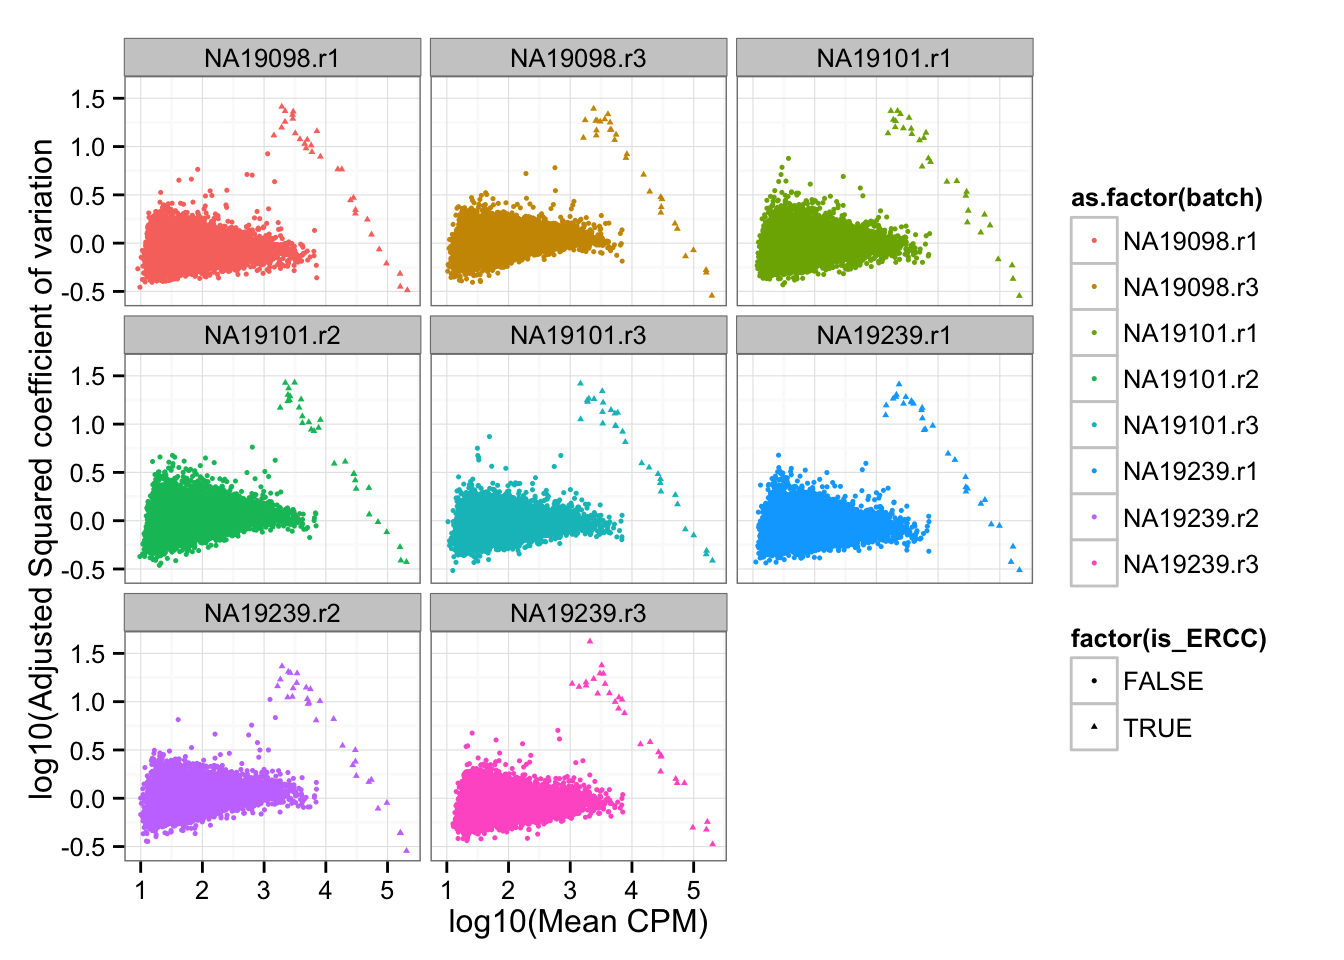 NA19098.r1
NA19098.r3
NA19101.r1
1.5
1.0
0.5
0.0
-0.5
NA19101.r2
NA19101.r3
NA19239.r1
1.5
1.0
0.5
0.0
-0.5
NA19239.r2
NA19239.r3
1.5
1.0
0.5
0.0
-0.5
1 2 3 4 5
1 2 3 4 5
log10(Mean CPM)
log10(Adjusted Squared coefficient of variation
as.factor(batch)
NA19098.r1
NA19098.r3
NA19101.r1
NA19101.r2
NA19101.r3
NA19239.r1
NA19239.r2
NA19239.r3
factor(is_ERCC)
FALSE
TRUE